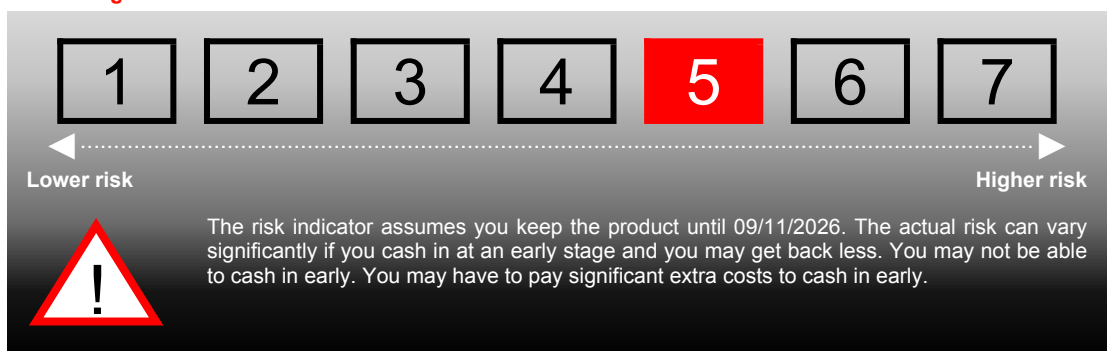 1 2 3 4 5 6 7
Lower risk Higher risk
The risk indicator assumes you keep the product until 09/11/2026. The actual risk can vary
significantly if you cash in at an early stage and you may get back less. You may not be able
to cash in early. You may have to pay significant extra costs to cash in early.
!